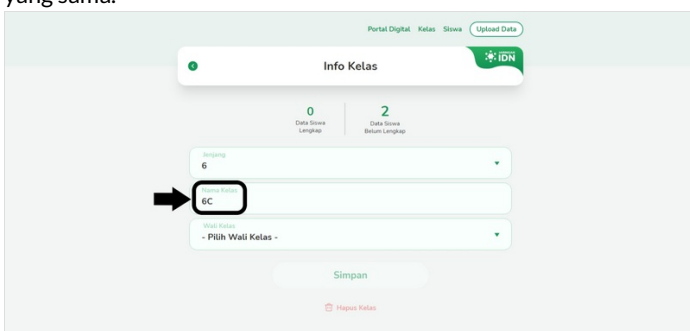 yang sama.
Portal Digital Kelas Siswa Upload Data
Info Kelas
IDN
0
Data Siswa
Lengkap
2
Data Siswa
Belum Lengkap
Jenjang
6
Nama Kelas
6C
Wali Kelas
- Pilih Wali Kelas -
Simpan
Hapus Kelas